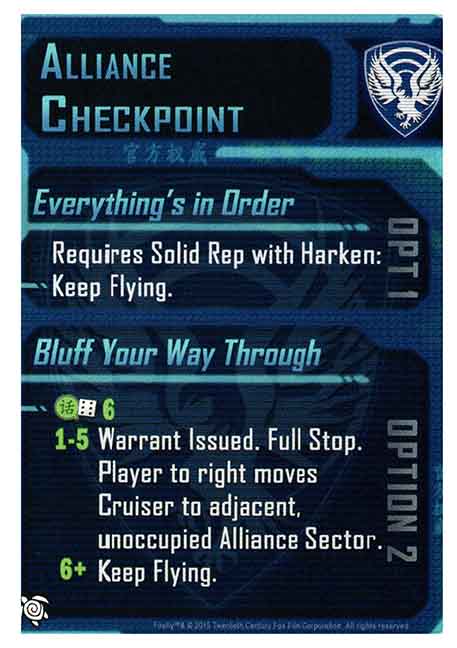 ALLIANCE
CHECKPOINT
官方权威
Everything's in Order
Requires Solid Rep with Harken:
Keep Flying.
OPT 1
Bluff Your Way Through
话 6
1-5 Warrant Issued. Full Stop.
Player to right moves
Cruiser to adjacent,
unoccupied Alliance Sector.
6+ Keep Flying.
OPTION 2
Firefly™& © 2015 Twentieth Century Fox Film Corporation. All rights reserved.